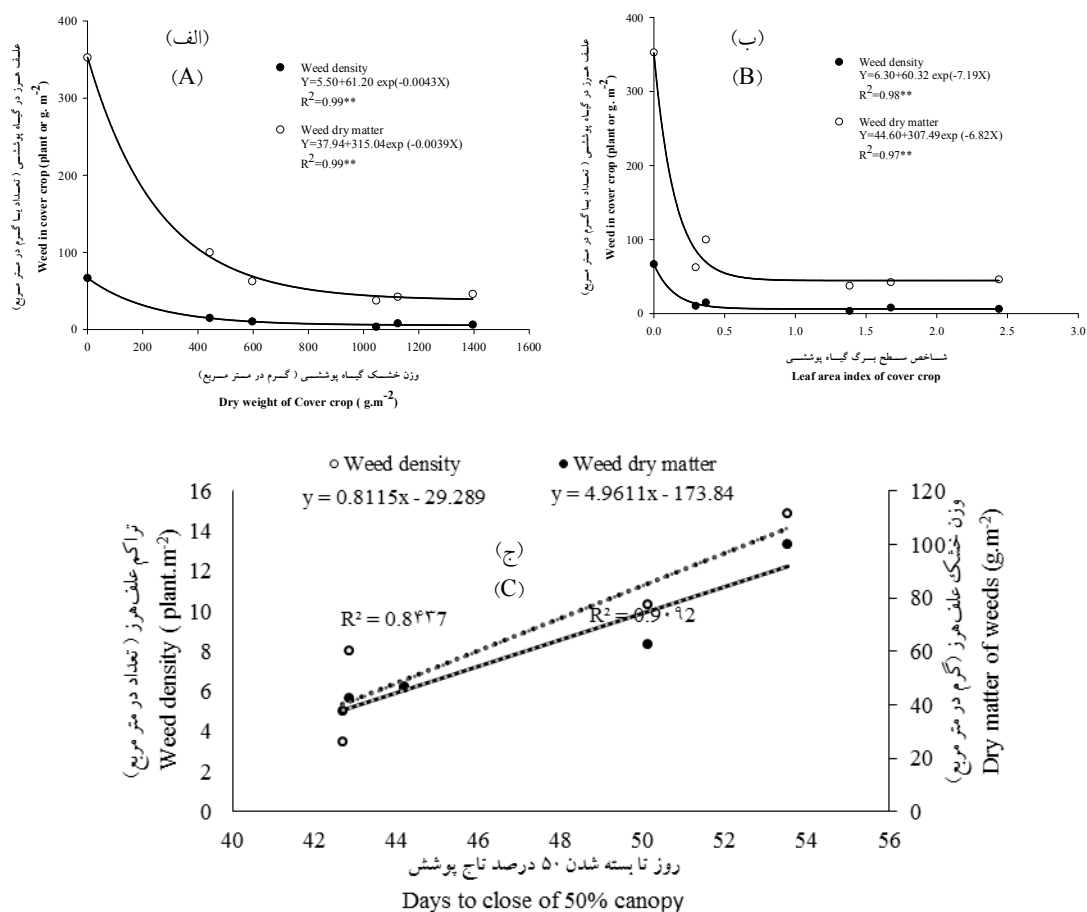 (الف)
(A)
علف هرز در گیاه پوششی (تعداد یا گرم در متر مربع)
Weed in cover crop (plant or g. m-2)
400
300
200
100
0
Weed density
Y=5.50+61.20 exp(-0.0043X)
R2=0.99**
Weed dry matter
Y=37.94+315.04exp (-0.0039X)
R2=0.99**
0 200 400 600 800 1000 1200 1400 1600
وزن خشک گیاه پوششی ( گرم در متر مربع)
Dry weight of Cover crop ( g.m-2)
(ب)
(B)
علف هرز در گیاه پوششی (تعداد یا گرم در متر مربع)
Weed in cover crop (plant or g. m-2)
400
300
200
100
0
Weed density
Y=6.30+60.32 exp(-7.19X)
R2=0.98**
Weed dry matter
Y=44.60+307.49exp (-6.82X)
R2=0.97**
0.0 0.5 1.0 1.5 2.0 2.5 3.0
شاخص سطح برگ گیاه پوششی
Leaf area index of cover crop
Weed density Weed dry matter
y = 0.8115x - 29.289 y = 4.9611x - 173.84
(ج)
(C)
R² = 0.8۴۳7 R² = 0.9۰۹2
تراکم علف‌هرز ( تعداد در متر مربع)
Weed density ( plant.m-2)
16
14
12
10
8
6
4
2
0
120
100
80
60
40
20
0
وزن خشک علف‌هرز (گرم در متر مربع)
Dry matter of weeds (g.m-2)
40 42 44 46 48 50 52 54 56
روز تا بسته شدن ۵۰ درصد تاج پوشش
Days to close of 50% canopy